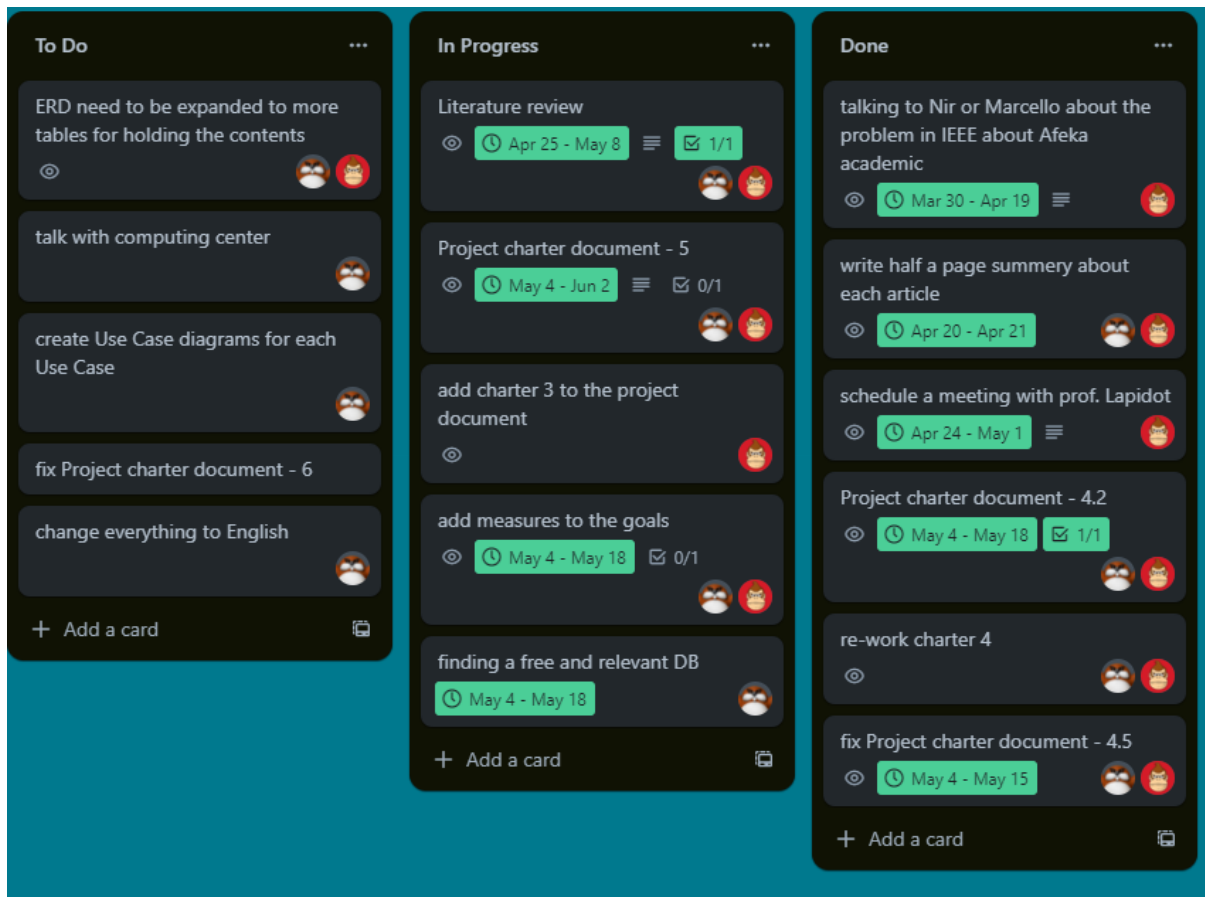 To Do
ERD need to be expanded to more
tables for holding the contents
talk with computing center
create Use Case diagrams for each
Use Case
fix Project charter document - 6
change everything to English
+ Add a card
In Progress
Literature review
Apr 25 - May 8
1/1
Project charter document - 5
May 4 - Jun 2
0/1
add charter 3 to the project
document
add measures to the goals
May 4 - May 18
0/1
finding a free and relevant DB
May 4 - May 18
+ Add a card
Done
talking to Nir or Marcello about the
problem in IEEE about Afeka
academic
Mar 30 - Apr 19
write half a page summery about
each article
Apr 20 - Apr 21
schedule a meeting with prof. Lapidot
Apr 24 - May 1
Project charter document - 4.2
May 4 - May 18
1/1
re-work charter 4
fix Project charter document - 4.5
May 4 - May 15
+ Add a card